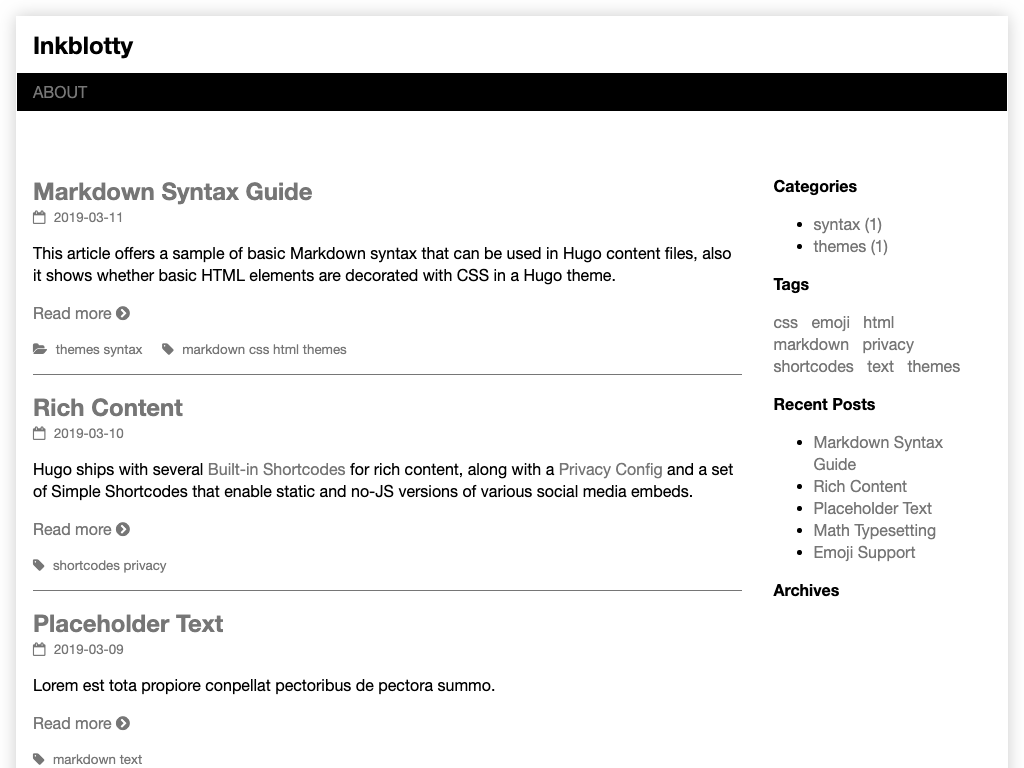 Inkblotty
ABOUT
Markdown Syntax Guide
2019-03-11
This article offers a sample of basic Markdown syntax that can be used in Hugo content files, also
it shows whether basic HTML elements are decorated with CSS in a Hugo theme.
Read more
themes syntax markdown css html themes
Rich Content
2019-03-10
Hugo ships with several Built-in Shortcodes for rich content, along with a Privacy Config and a set
of Simple Shortcodes that enable static and no-JS versions of various social media embeds.
Read more
shortcodes privacy
Placeholder Text
2019-03-09
Lorem est tota propiore conpellat pectoribus de pectora summo.
Read more
markdown text
Categories
syntax (1)
themes (1)
Tags
css emoji html
markdown privacy
shortcodes text themes
Recent Posts
Markdown Syntax
Guide
Rich Content
Placeholder Text
Math Typesetting
Emoji Support
Archives